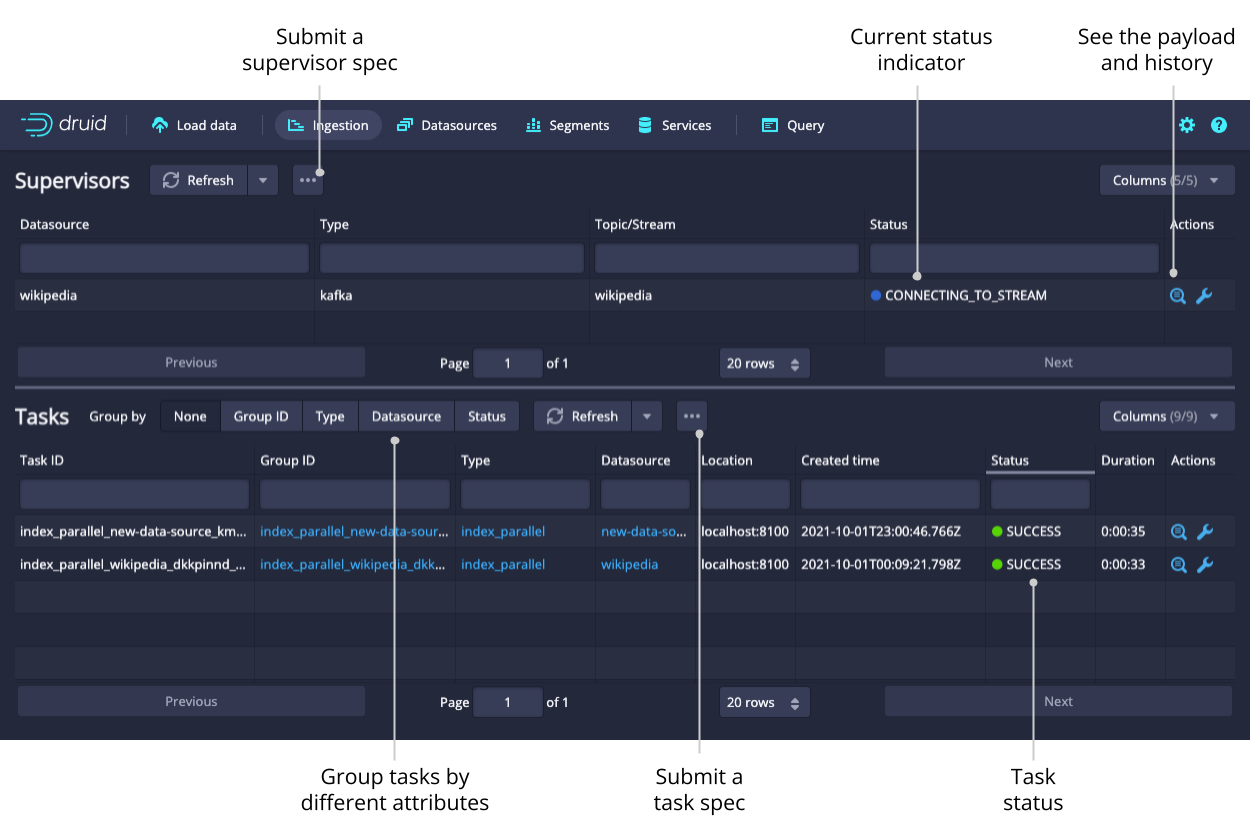 Submit a
supervisor spec
Current status
indicator
See the payload
and history
druid Load data Ingestion Datasources Segments Services Query
Supervisors Refresh Columns (5/5)
Datasource Type Topic/Stream Status Actions
wikipedia kafka wikipedia CONNECTING_TO_STREAM
Previous Page 1 of 1 20 rows Next
Tasks Group by None Group ID Type Datasource Status Refresh Columns (9/9)
Task ID Group ID Type Datasource Location Created time Status Duration Actions
index_parallel_new-data-source_km... index_parallel_new-data-sour... index_parallel new-data-so... localhost:8100 2021-10-01T23:00:46.766Z SUCCESS 0:00:35
index_parallel_wikipedia_dkkpinnd_... index_parallel_wikipedia_dkk... index_parallel wikipedia localhost:8100 2021-10-01T00:09:21.798Z SUCCESS 0:00:33
Previous Page 1 of 1 20 rows Next
Group tasks by
different attributes
Submit a
task spec
Task
status